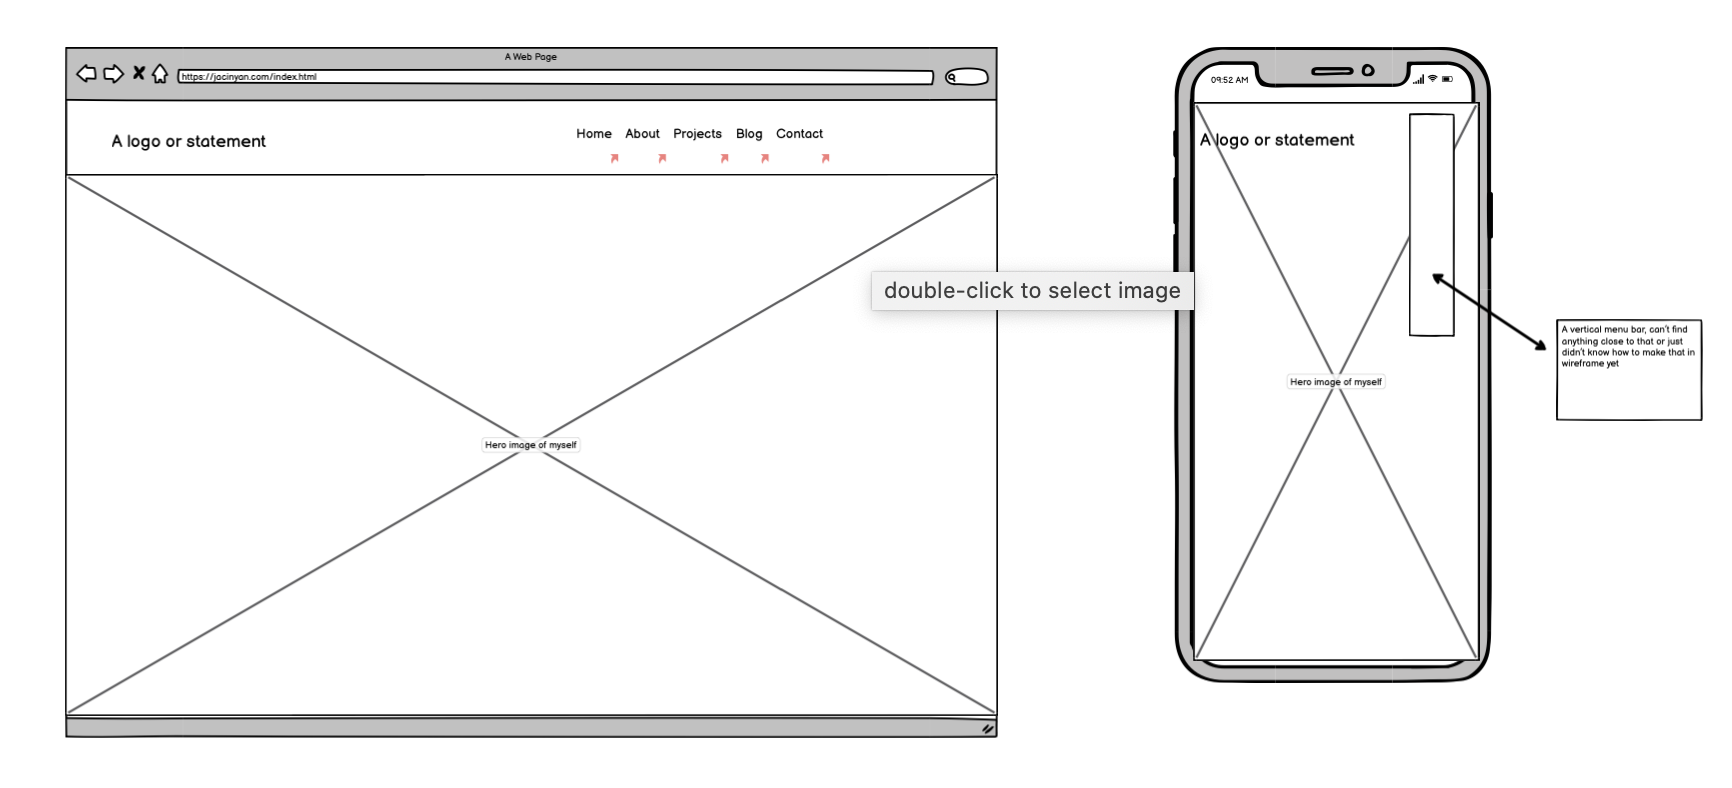 A Web Page
https://jacinyan.com/index.html
A logo or statement
Home About Projects Blog Contact
Hero image of myself
double-click to select image
09:52 AM
A logo or statement
Hero image of myself
A vertical menu bar, can't find
anything close to that or just
didn't know how to make that in
wireframe yet